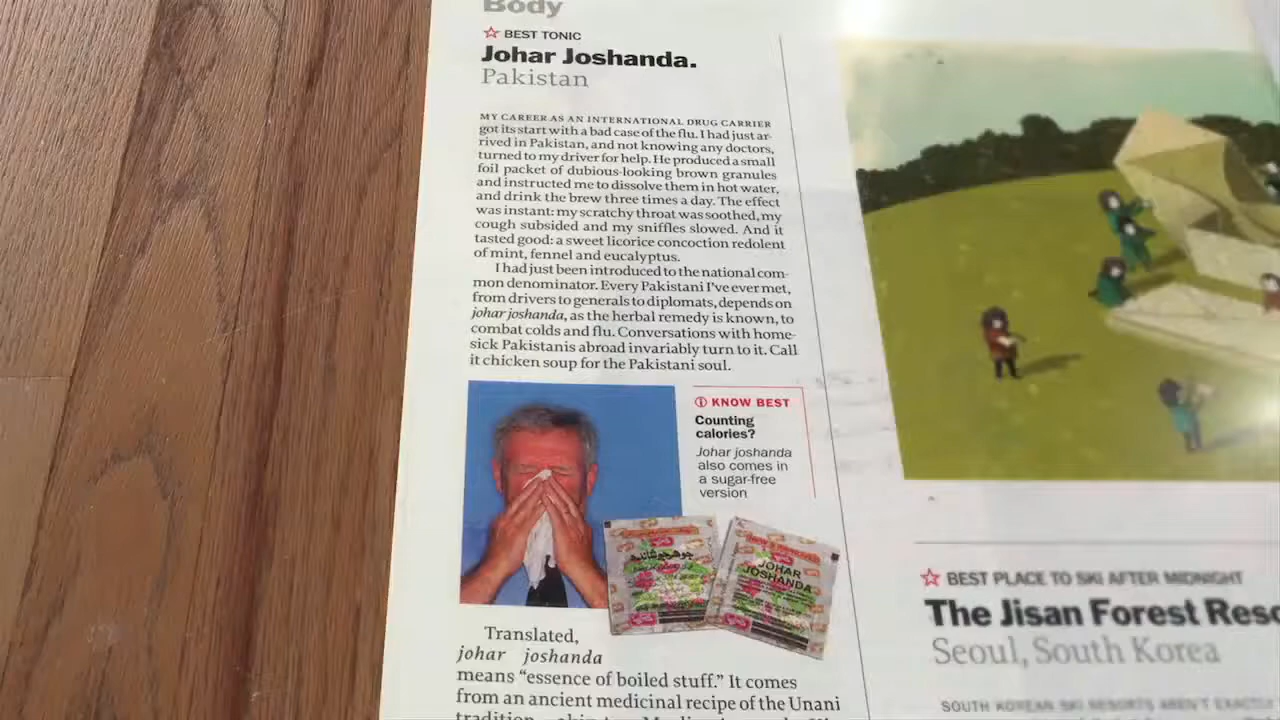 Body
BEST TONIC
Johar Joshanda.
Pakistan
MY CAREER AS AN INTERNATIONAL DRUG CARRIER
got its start with a bad case of the flu. I had just ar-
rived in Pakistan, and not knowing any doctors,
turned to my driver for help. He produced a small
foil packet of dubious-looking brown granules
and instructed me to dissolve them in hot water,
and drink the brew three times a day. The effect
was instant: my scratchy throat was soothed, my
cough subsided and my sniffles slowed. And it
tasted good: a sweet licorice concoction redolent
of mint, fennel and eucalyptus.
I had just been introduced to the national com-
mon denominator. Every Pakistani I've ever met,
from drivers to generals to diplomats, depends on
johar joshanda, as the herbal remedy is known, to
combat colds and flu. Conversations with home-
sick Pakistanis abroad invariably turn to it. Call
it chicken soup for the Pakistani soul.
KNOW BEST
Counting
calories?
Johar joshanda
also comes in
a sugar-free
version
جوهر جوشاندہ
JOHAR
JOSHANDA
Translated,
johar joshanda
means "essence of boiled stuff." It comes
from an ancient medicinal recipe of the Unani
BEST PLACE TO SKI AFTER MIDNIGHT
The Jisan Forest Reso
Seoul, South Korea
SOUTH KOREAN SKI RESORTS AREN'T EXACTLY